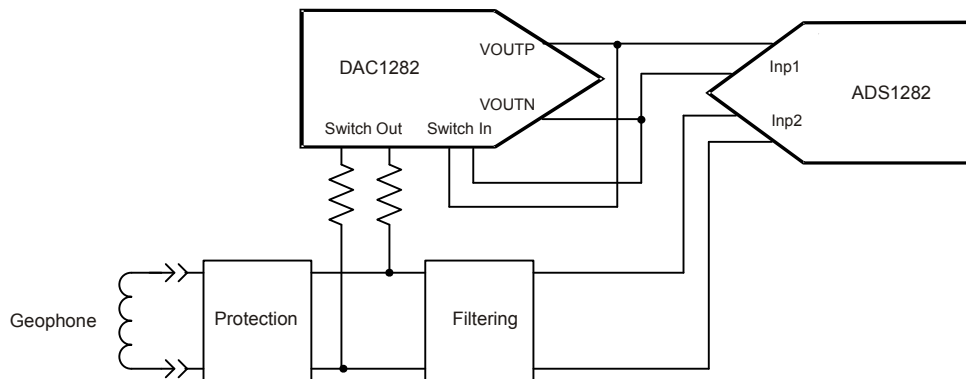 VOUTP
DAC1282
Inp1
ADS1282
VOUTN
Inp2
Switch Out
Switch In
Geophone
Protection
Filtering